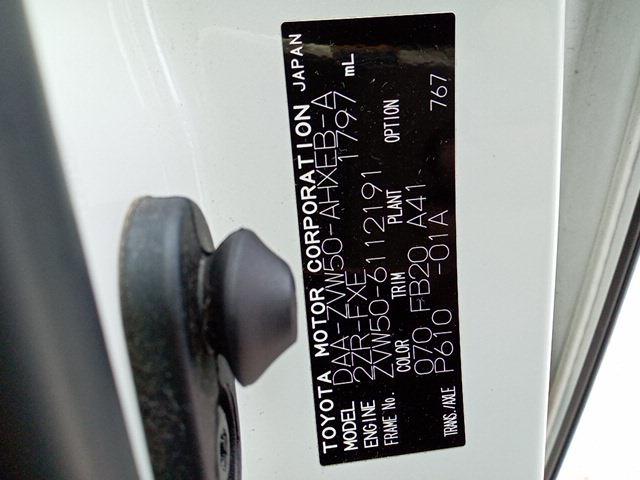 TOYOTA MOTOR CORPORATION JAPAN
MODEL DAA-ZVW50-AHXEB-A
ENGINE 2ZR-FXE 1797 mL
FRAME No. ZVW50-6112191
COLOR TRIM PLANT OPTION
070 FB20 A41
TRANS./AXLE P610 -01A 767